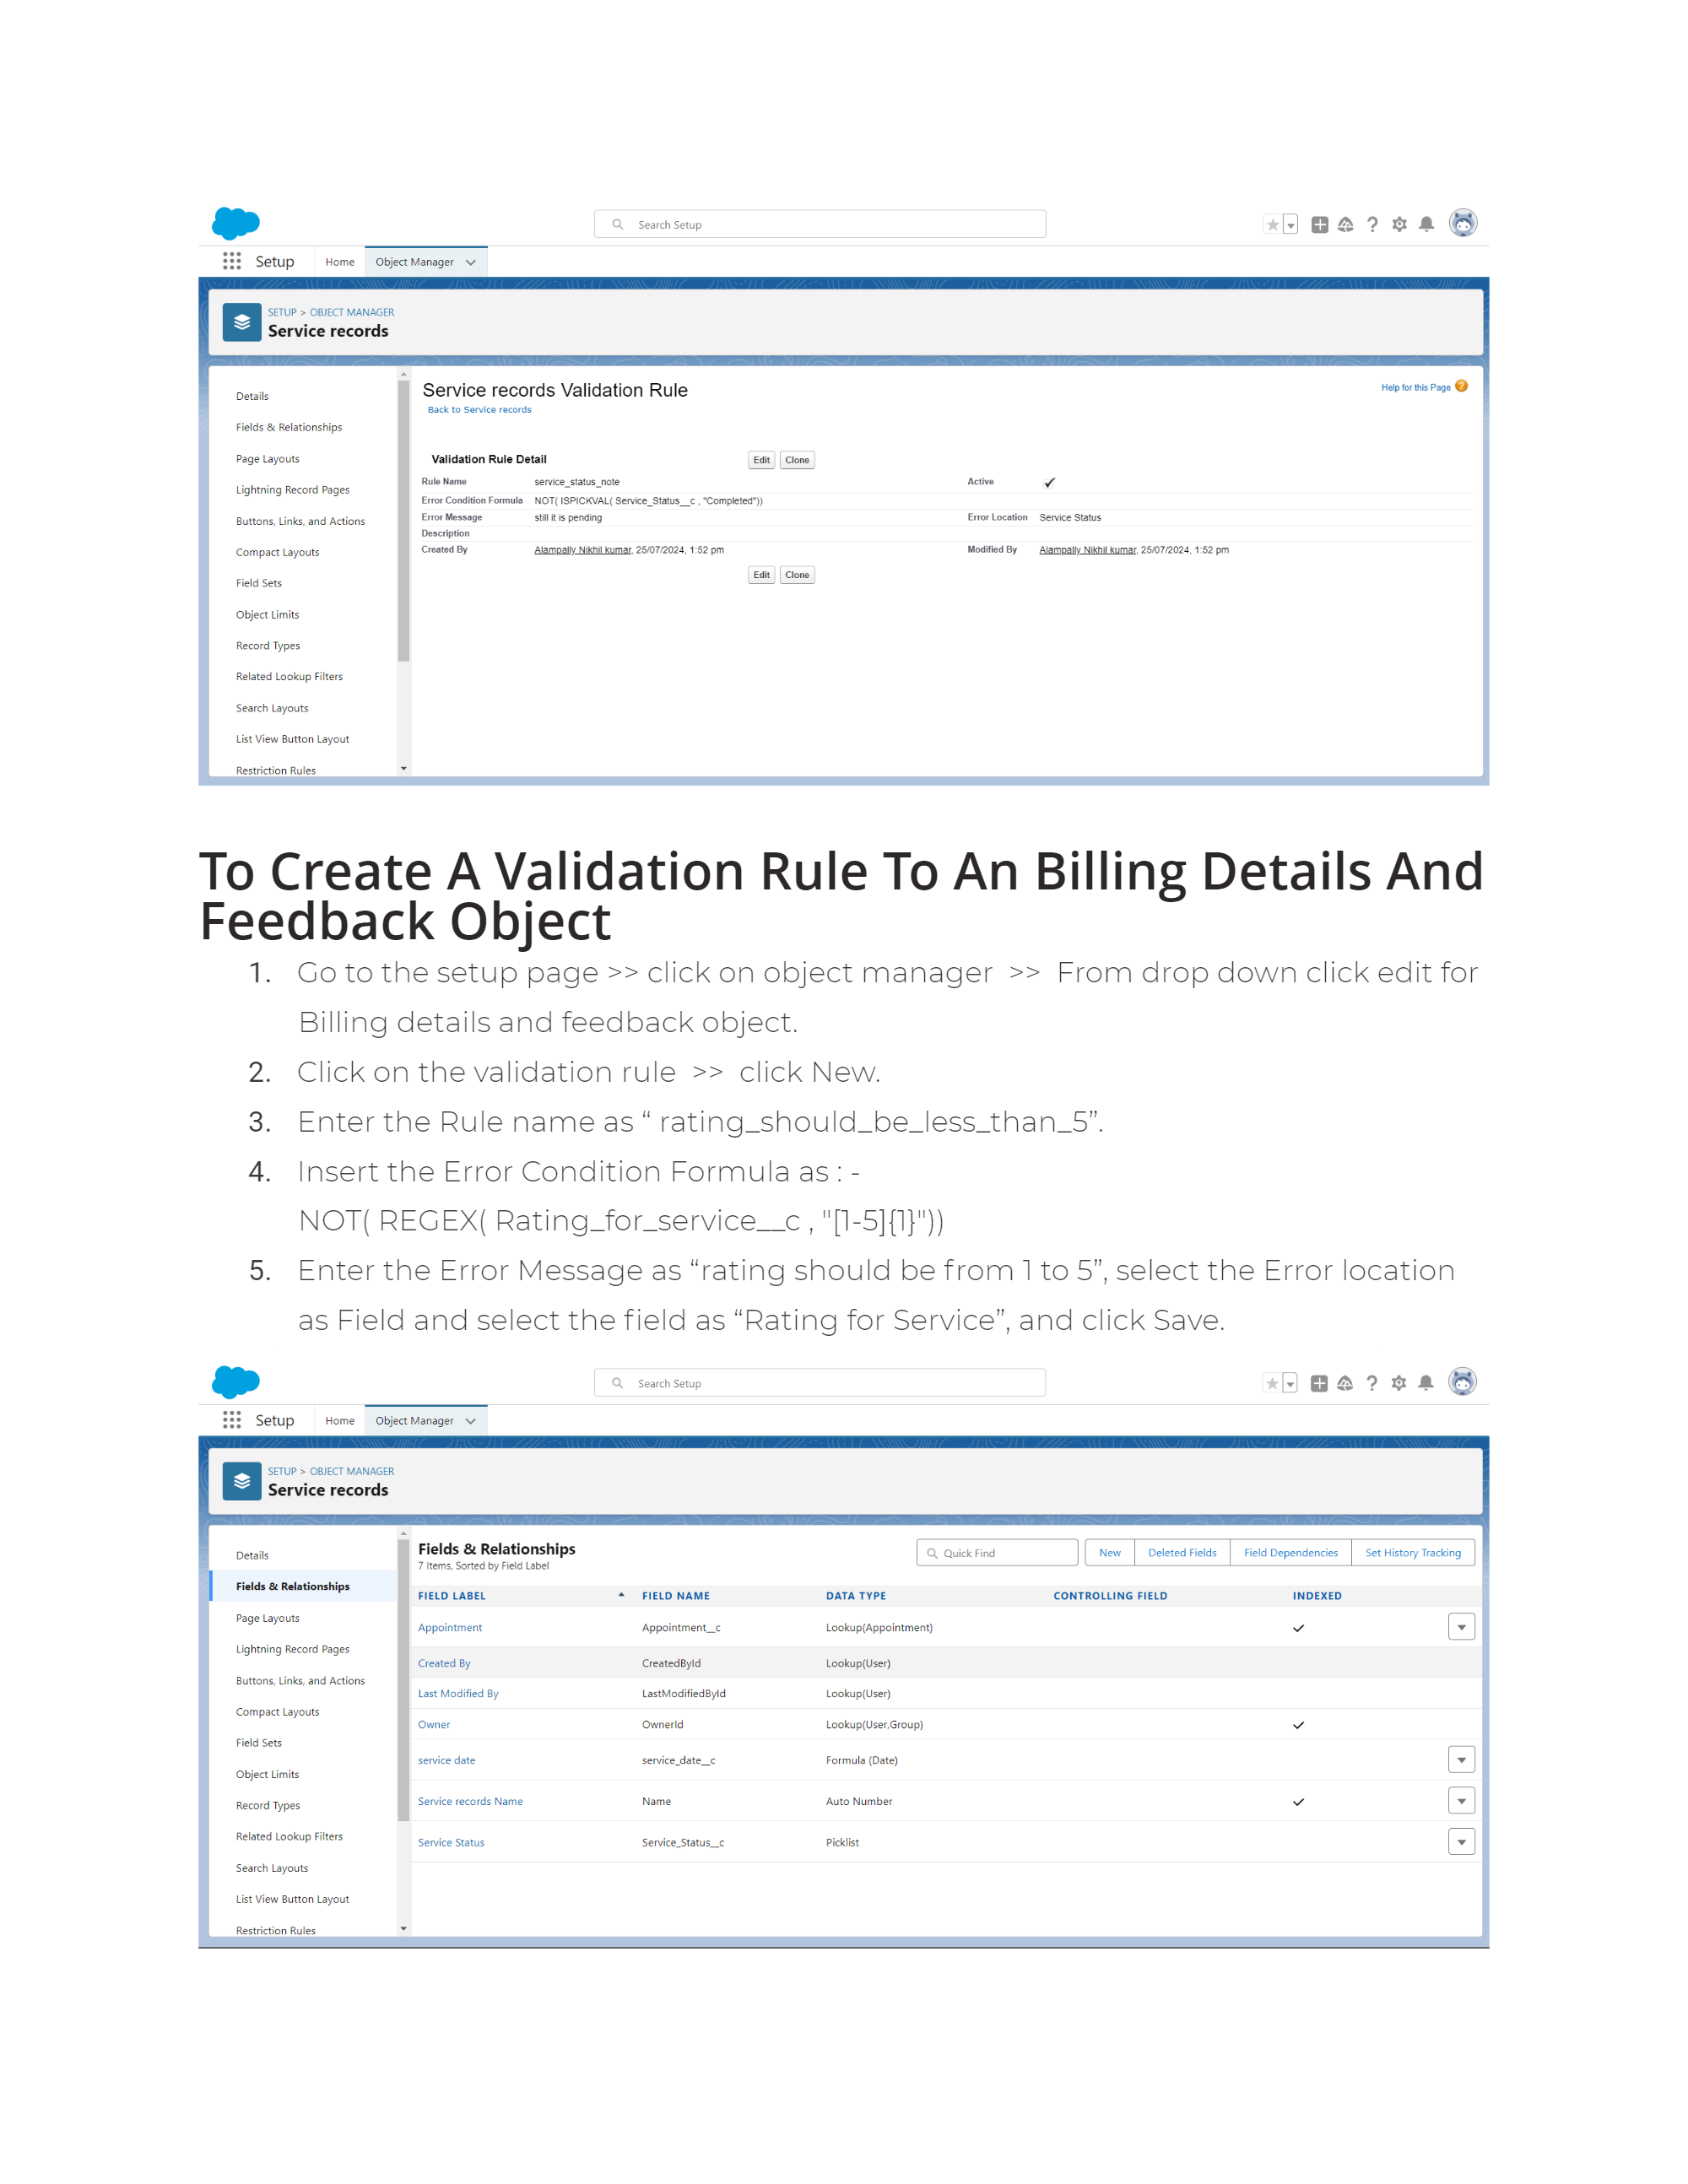 Search Setup
Setup Home Object Manager
SETUP > OBJECT MANAGER
Service records
Details
Fields & Relationships
Page Layouts
Lightning Record Pages
Buttons, Links, and Actions
Compact Layouts
Field Sets
Object Limits
Record Types
Related Lookup Filters
Search Layouts
List View Button Layout
Restriction Rules
Service records Validation Rule
Back to Service records
Help for this Page
Validation Rule Detail Edit Clone
Rule Name service_status_note Active
Error Condition Formula NOT( ISPICKVAL( Service_Status__c , "Completed"))
Error Message still it is pending Error Location Service Status
Description
Created By Alampally Nikhil kumar, 25/07/2024, 1:52 pm Modified By Alampally Nikhil kumar, 25/07/2024, 1:52 pm
Edit Clone
To Create A Validation Rule To An Billing Details And
Feedback Object
1. Go to the setup page >> click on object manager >> From drop down click edit for
Billing details and feedback object.
2. Click on the validation rule >> click New.
3. Enter the Rule name as “ rating_should_be_less_than_5”.
4. Insert the Error Condition Formula as : -
NOT( REGEX( Rating_for_service__c , "[1-5]{1}"))
5. Enter the Error Message as “rating should be from 1 to 5”, select the Error location
as Field and select the field as “Rating for Service”, and click Save.
Search Setup
Setup Home Object Manager
SETUP > OBJECT MANAGER
Service records
Details
Fields & Relationships
Page Layouts
Lightning Record Pages
Buttons, Links, and Actions
Compact Layouts
Field Sets
Object Limits
Record Types
Related Lookup Filters
Search Layouts
List View Button Layout
Restriction Rules
Fields & Relationships
7 Items, Sorted by Field Label
Quick Find New Deleted Fields Field Dependencies Set History Tracking
FIELD LABEL FIELD NAME DATA TYPE CONTROLLING FIELD INDEXED
Appointment Appointment__c Lookup(Appointment)
Created By CreatedById Lookup(User)
Last Modified By LastModifiedById Lookup(User)
Owner OwnerId Lookup(User,Group)
service date service_date__c Formula (Date)
Service records Name Name Auto Number
Service Status Service_Status__c Picklist